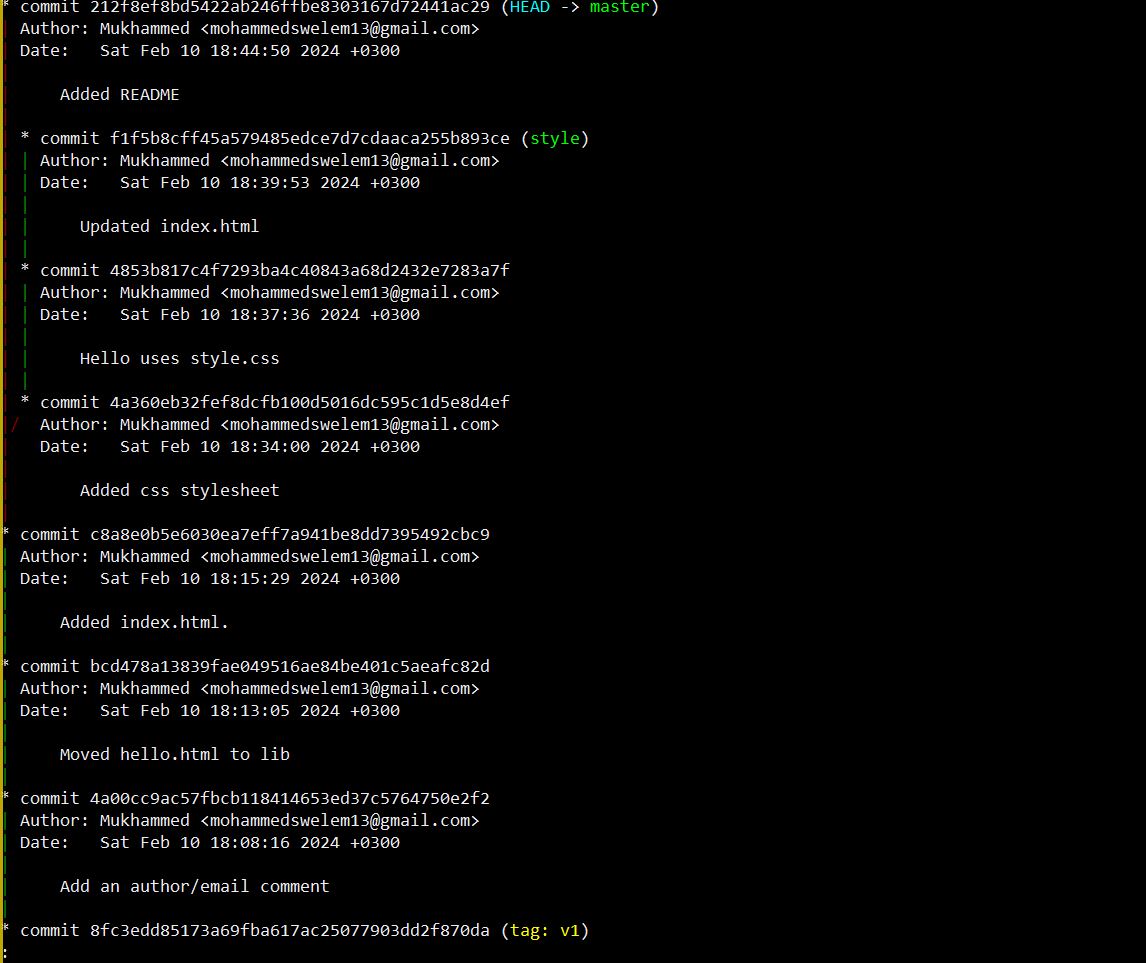 * commit 212f8ef8bd5422ab246ffbe8303167d72441ac29 (HEAD -> master)
| Author: Mukhammed <mohammedswelem13@gmail.com>
| Date:   Sat Feb 10 18:44:50 2024 +0300
|
|     Added README
|
| * commit f1f5b8cff45a579485edce7d7cdaaca255b893ce (style)
| | Author: Mukhammed <mohammedswelem13@gmail.com>
| | Date:   Sat Feb 10 18:39:53 2024 +0300
| |
| |     Updated index.html
| |
| * commit 4853b817c4f7293ba4c40843a68d2432e7283a7f
| | Author: Mukhammed <mohammedswelem13@gmail.com>
| | Date:   Sat Feb 10 18:37:36 2024 +0300
| |
| |     Hello uses style.css
| |
| * commit 4a360eb32fef8dcfb100d5016dc595c1d5e8d4ef
|/  Author: Mukhammed <mohammedswelem13@gmail.com>
|   Date:   Sat Feb 10 18:34:00 2024 +0300
|
|       Added css stylesheet
|
* commit c8a8e0b5e6030ea7eff7a941be8dd7395492cbc9
| Author: Mukhammed <mohammedswelem13@gmail.com>
| Date:   Sat Feb 10 18:15:29 2024 +0300
|
|     Added index.html.
|
* commit bcd478a13839fae049516ae84be401c5aeafc82d
| Author: Mukhammed <mohammedswelem13@gmail.com>
| Date:   Sat Feb 10 18:13:05 2024 +0300
|
|     Moved hello.html to lib
|
* commit 4a00cc9ac57fbcb118414653ed37c5764750e2f2
| Author: Mukhammed <mohammedswelem13@gmail.com>
| Date:   Sat Feb 10 18:08:16 2024 +0300
|
|     Add an author/email comment
|
* commit 8fc3edd85173a69fba617ac25077903dd2f870da (tag: v1)
: